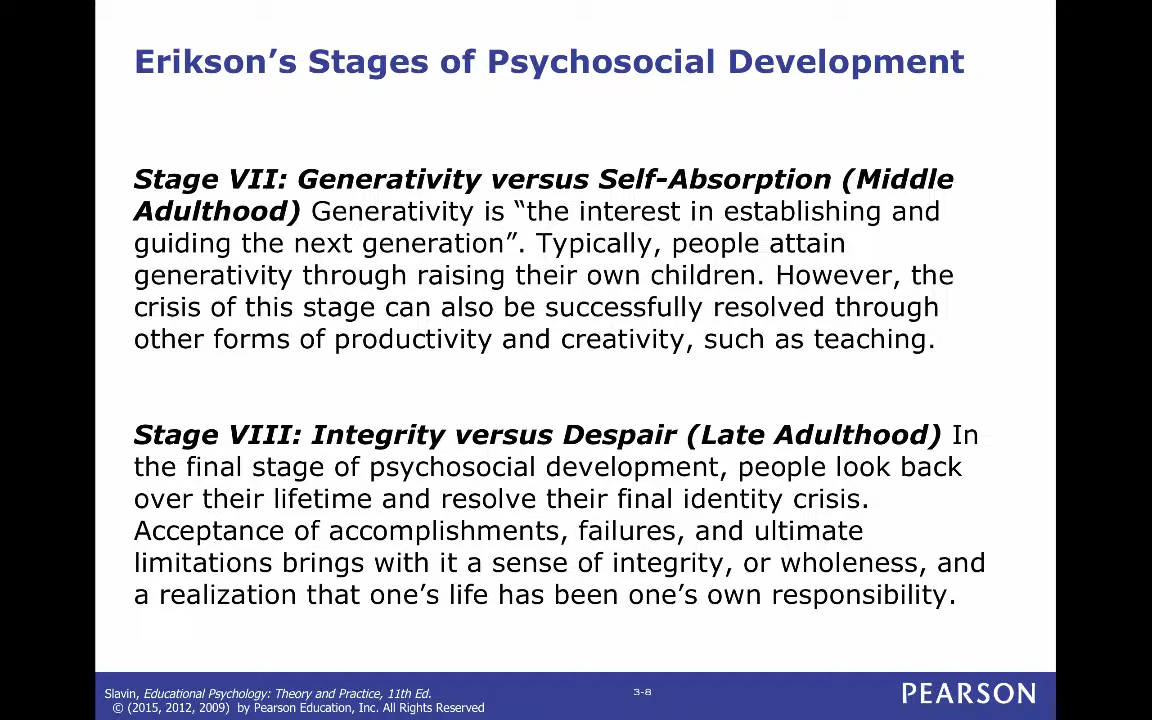 Erikson’s Stages of Psychosocial Development
Stage VII: Generativity versus Self-Absorption (Middle
Adulthood) Generativity is “the interest in establishing and
guiding the next generation”. Typically, people attain
generativity through raising their own children. However, the
crisis of this stage can also be successfully resolved through
other forms of productivity and creativity, such as teaching.
Stage VIII: Integrity versus Despair (Late Adulthood) In
the final stage of psychosocial development, people look back
over their lifetime and resolve their final identity crisis.
Acceptance of accomplishments, failures, and ultimate
limitations brings with it a sense of integrity, or wholeness, and
a realization that one’s life has been one’s own responsibility.
Slavin, Educational Psychology: Theory and Practice, 11th Ed.
© (2015, 2012, 2009) by Pearson Education, Inc. All Rights Reserved
3-8
PEARSON